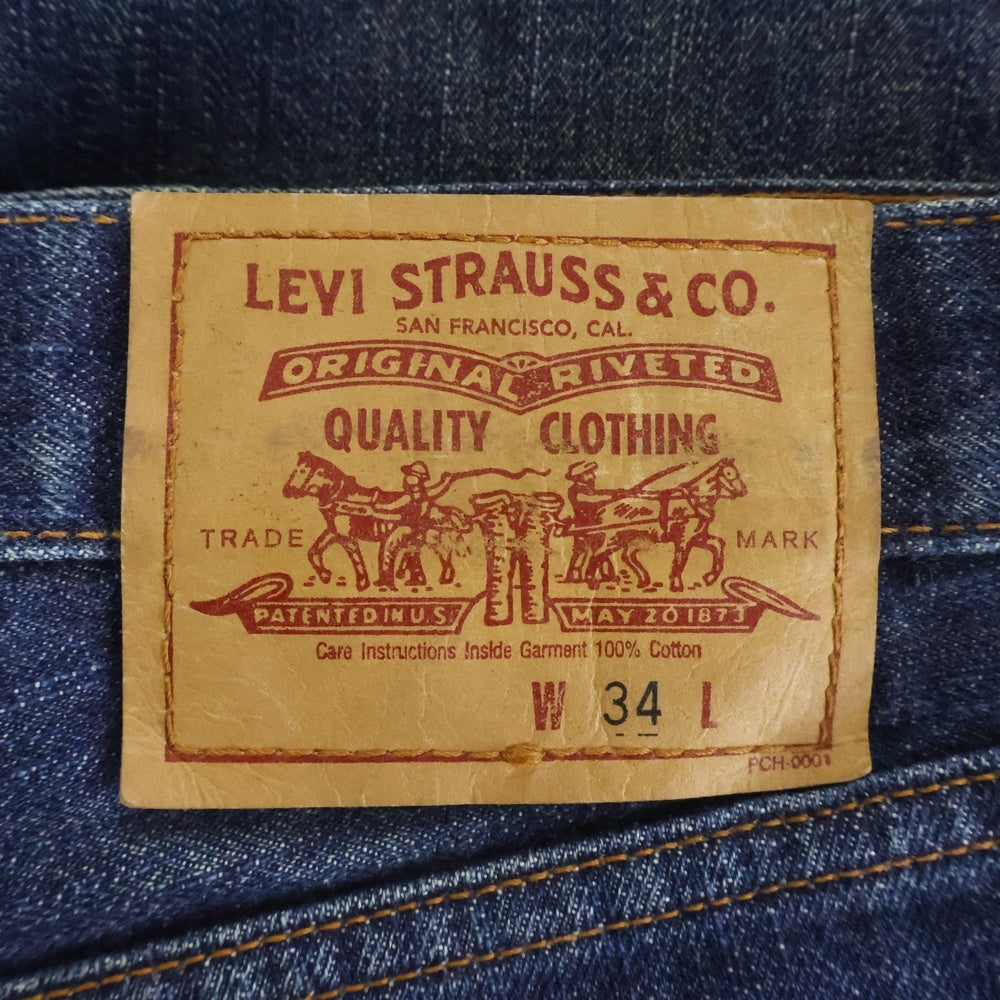 LEVI STRAUSS & CO.
SAN FRANCISCO, CAL.
ORIGINAL RIVETED
QUALITY CLOTHING
TRADE MARK
PATENTED IN U.S. MAY 20 1873
Care Instructions Inside Garment 100% Cotton
W 34 L
PCH-0001